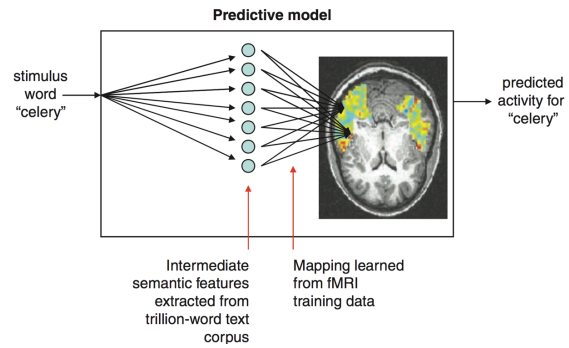 Predictive model
stimulus
word
“celery”
predicted
activity for
“celery”
Intermediate
semantic features
extracted from
trillion-word text
corpus
Mapping learned
from fMRI
training data